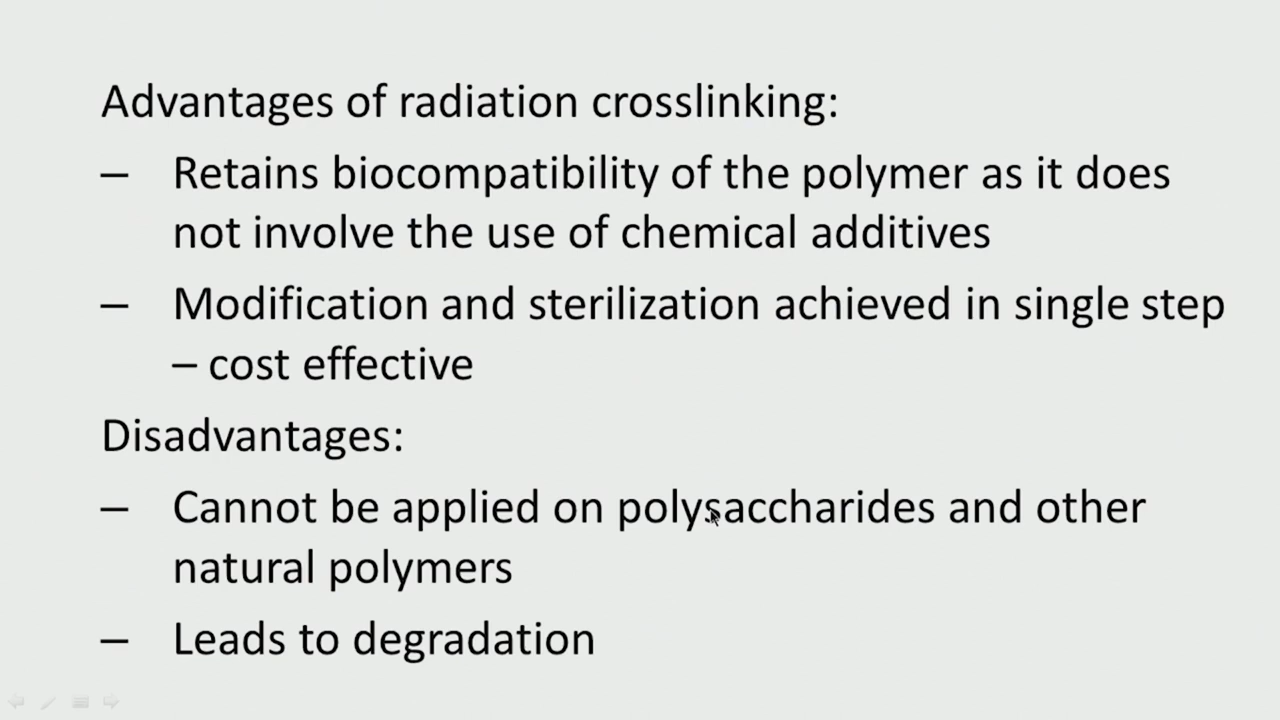 Advantages of radiation crosslinking:
– Retains biocompatibility of the polymer as it does
not involve the use of chemical additives
– Modification and sterilization achieved in single step
– cost effective
Disadvantages:
– Cannot be applied on polysaccharides and other
natural polymers
– Leads to degradation